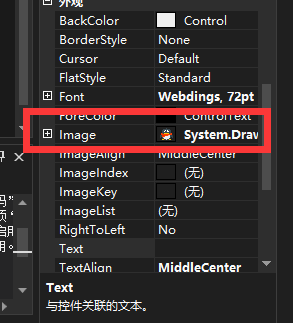 外观
BackColor Control
BorderStyle None
Cursor Default
FlatStyle Standard
Font Webdings, 72pt
ForeColor ControlText
Image System.Draw
ImageAlign MiddleCenter
ImageIndex (无)
ImageKey (无)
ImageList (无)
RightToLeft No
Text
TextAlign MiddleCenter
Text
与控件关联的文本。
码"